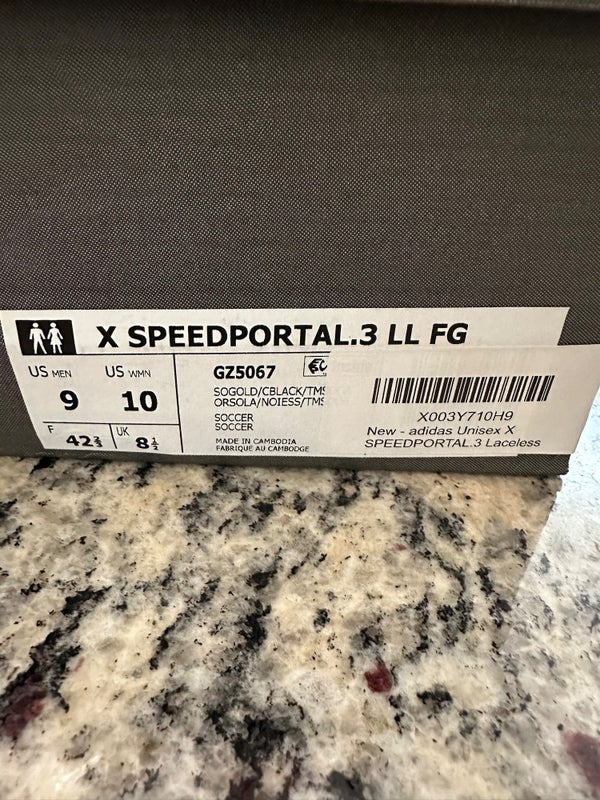 X SPEEDPORTAL.3 LL FG
US MEN
9
US WMN
10
F
42⅔
UK
8½
GZ5067
SOGOLD/CBLACK/TMS
ORSOLA/NOIESS/TMS
SOCCER
SOCCER
MADE IN CAMBODIA
FABRIQUÉ AU CAMBODGE
X003Y710H9
New - adidas Unisex X
SPEEDPORTAL.3 Laceless